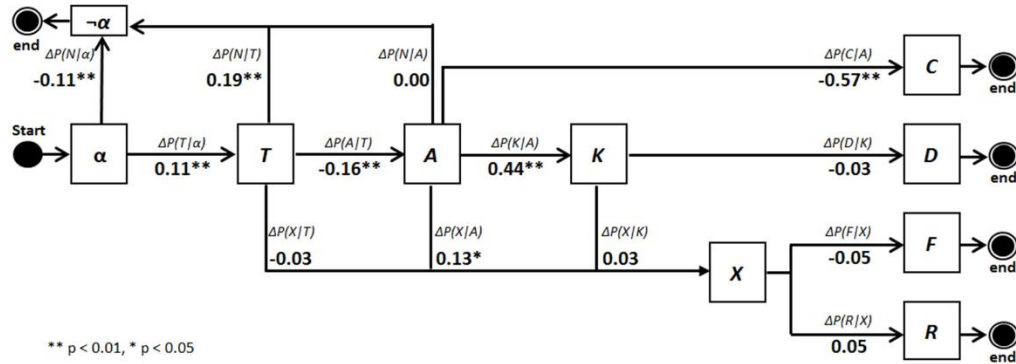 ¬α
end
ΔP(N|α)
-0.11**
ΔP(N|T)
0.19**
ΔP(N|A)
0.00
ΔP(C|A)
-0.57**
C
end
Start
α
ΔP(T|α)
0.11**
T
ΔP(A|T)
-0.16**
A
ΔP(K|A)
0.44**
K
ΔP(D|K)
-0.03
D
end
ΔP(X|T)
-0.03
ΔP(X|A)
0.13*
ΔP(X|K)
0.03
X
ΔP(F|X)
-0.05
F
end
ΔP(R|X)
0.05
R
end
** p < 0.01, * p < 0.05